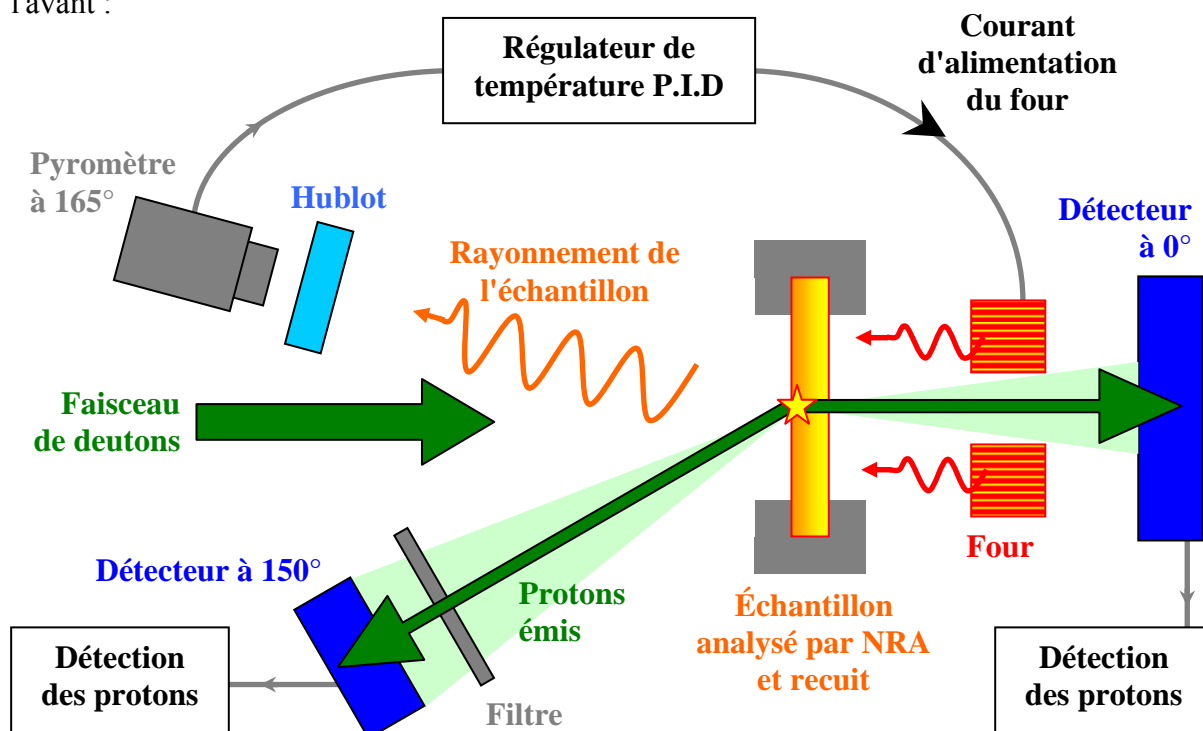 l'avant :
Régulateur de
température P.I.D
Courant
d'alimentation
du four
Pyromètre
à 165°
Hublot
Détecteur
à 0°
Rayonnement de
l'échantillon
Faisceau
de deutons
Four
Détecteur à 150°
Protons
émis
Échantillon
analysé par NRA
et recuit
Détection
des protons
Filtre
Détection
des protons